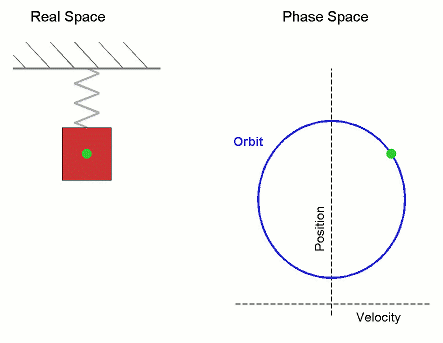 Real Space
Phase Space
Orbit
Position
Velocity